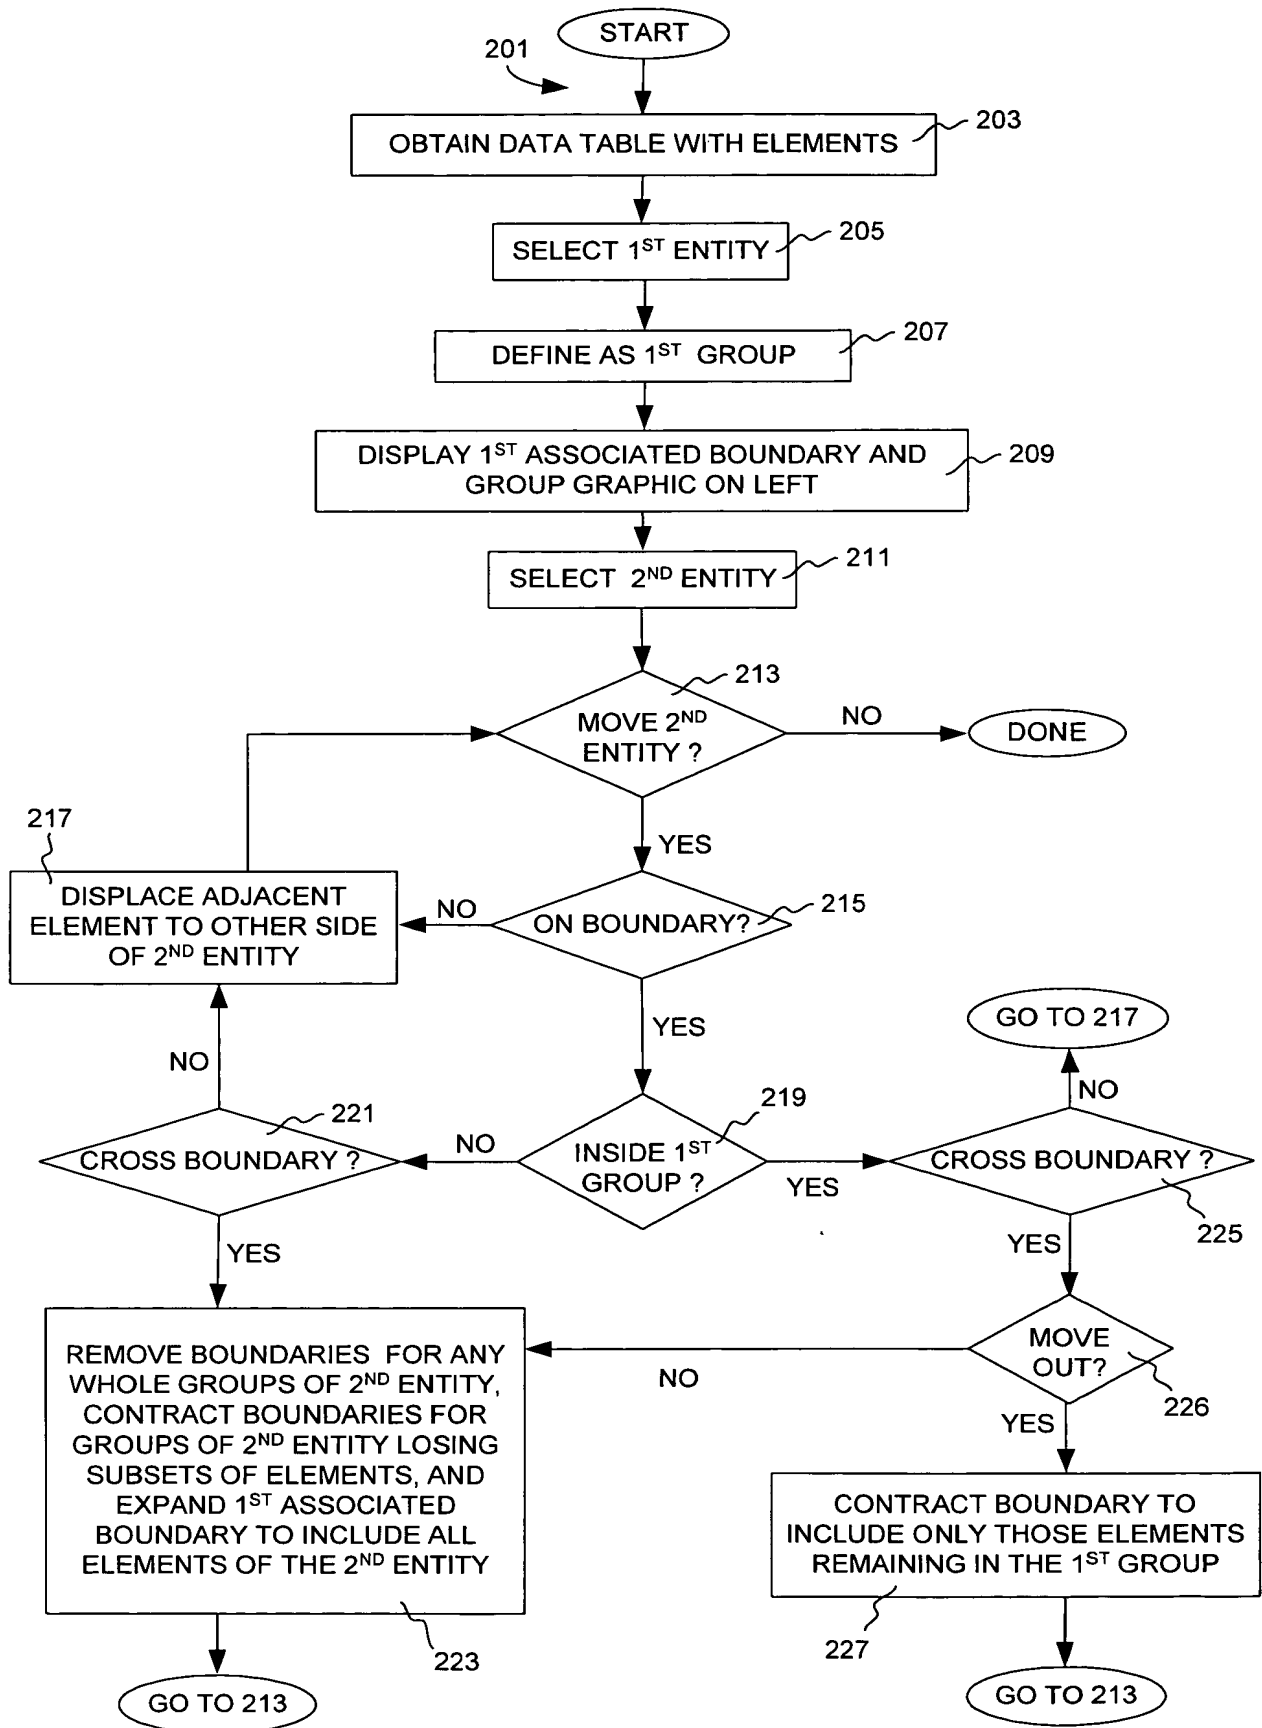 START
201
OBTAIN DATA TABLE WITH ELEMENTS
203
SELECT 1ST ENTITY
205
DEFINE AS 1ST GROUP
207
DISPLAY 1ST ASSOCIATED BOUNDARY AND
GROUP GRAPHIC ON LEFT
209
SELECT 2ND ENTITY
211
213
MOVE 2ND
ENTITY ?
NO
DONE
YES
217
DISPLACE ADJACENT
ELEMENT TO OTHER SIDE
OF 2ND ENTITY
NO
ON BOUNDARY?
215
YES
GO TO 217
NO
NO
221
CROSS BOUNDARY ?
NO
219
INSIDE 1ST
GROUP ?
YES
CROSS BOUNDARY ?
225
YES
YES
REMOVE BOUNDARIES FOR ANY
WHOLE GROUPS OF 2ND ENTITY,
CONTRACT BOUNDARIES FOR
GROUPS OF 2ND ENTITY LOSING
SUBSETS OF ELEMENTS, AND
EXPAND 1ST ASSOCIATED
BOUNDARY TO INCLUDE ALL
ELEMENTS OF THE 2ND ENTITY
223
NO
MOVE
OUT?
226
YES
CONTRACT BOUNDARY TO
INCLUDE ONLY THOSE ELEMENTS
REMAINING IN THE 1ST GROUP
227
GO TO 213
GO TO 213